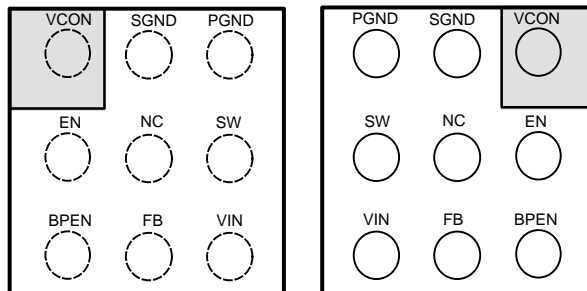 VCON SGND PGND
EN NC SW
BPEN FB VIN
PGND SGND VCON
SW NC EN
VIN FB BPEN